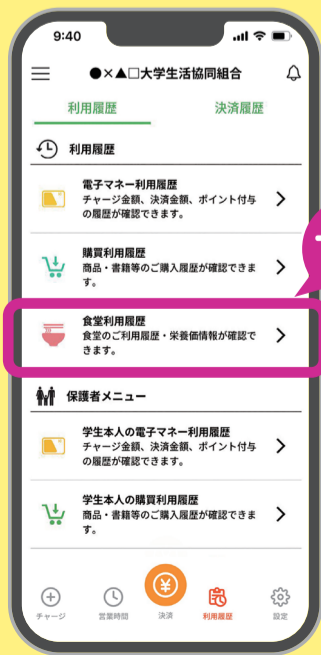 9:40
●×▲□大学生活協同組合
利用履歴
決済履歴
利用履歴
電子マネー利用履歴
チャージ金額、決済金額、ポイント付与
の履歴が確認できます。
購買利用履歴
商品・書籍等のご購入履歴が確認できま
す。
食堂利用履歴
食堂のご利用履歴・栄養価情報が確認で
きます。
保護者メニュー
学生本人の電子マネー利用履歴
チャージ金額、決済金額、ポイント付与
の履歴が確認できます。
学生本人の購買利用履歴
商品・書籍等のご購入履歴が確認できま
す。
チャージ
営業時間
¥
決済
利用履歴
設定